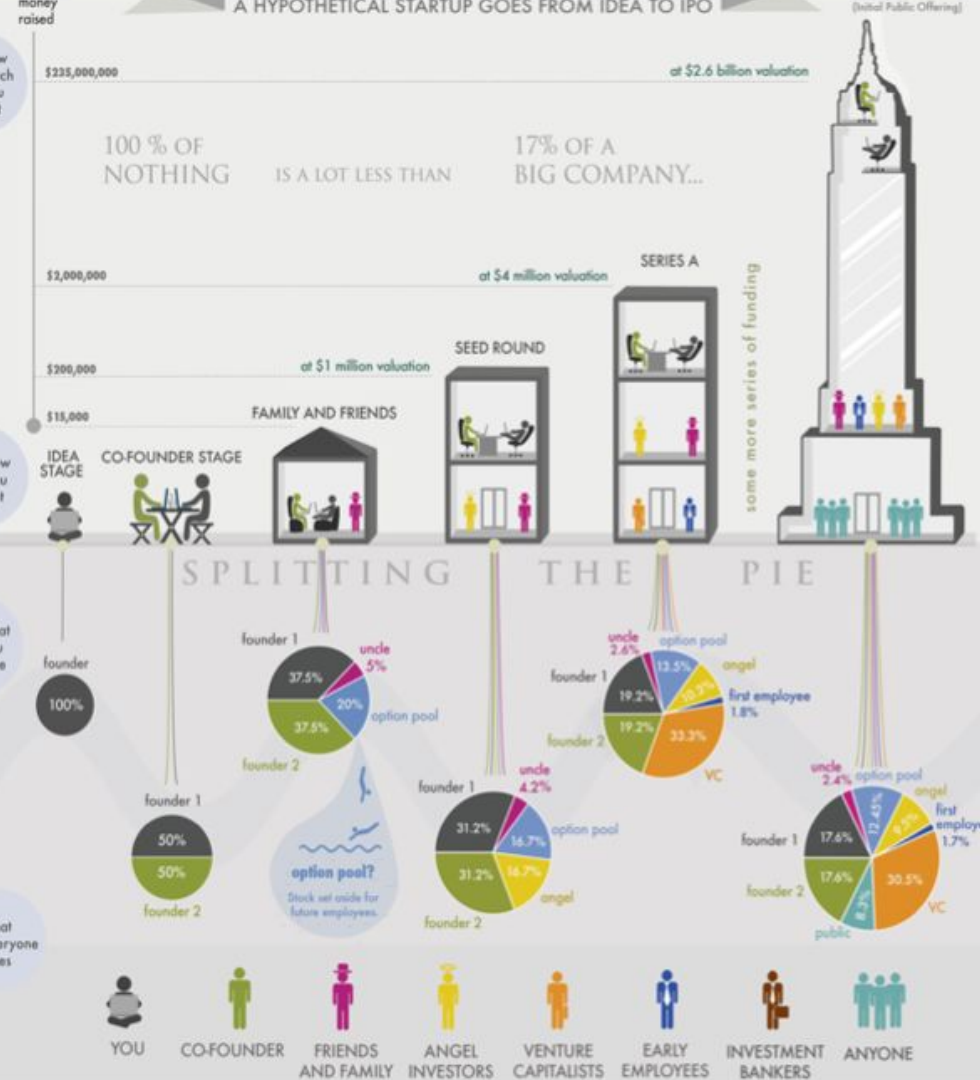 money
raised
A HYPOTHETICAL STARTUP GOES FROM IDEA TO IPO
(Initial Public Offering)
$235,000,000
at $2.6 billion valuation
100 % OF
NOTHING
IS A LOT LESS THAN
17% OF A
BIG COMPANY...
$2,000,000
at $4 million valuation
SERIES A
some more series of funding
$200,000
at $1 million valuation
SEED ROUND
$15,000
FAMILY AND FRIENDS
IDEA
STAGE
CO-FOUNDER STAGE
SPLITTING THE PIE
founder
100%
founder 1
50%
50%
founder 2
founder 1
uncle
5%
37.5%
20%
option pool
37.5%
founder 2
option pool?
Stock set aside for
future employees.
founder 1
uncle
4.2%
31.2%
16.7%
option pool
31.2%
16.7%
angel
founder 2
uncle
2.6%
option pool
13.5%
angel
founder 1
19.2%
first employee
1.8%
19.2%
33.3%
founder 2
VC
uncle
2.4%
option pool
12.45%
angel
9.5%
first
1.7%
founder 1
17.6%
17.6%
30.5%
founder 2
8.3%
VC
public
YOU
CO-FOUNDER
FRIENDS
AND FAMILY
ANGEL
INVESTORS
VENTURE
CAPITALISTS
EARLY
EMPLOYEES
INVESTMENT
BANKERS
ANYONE